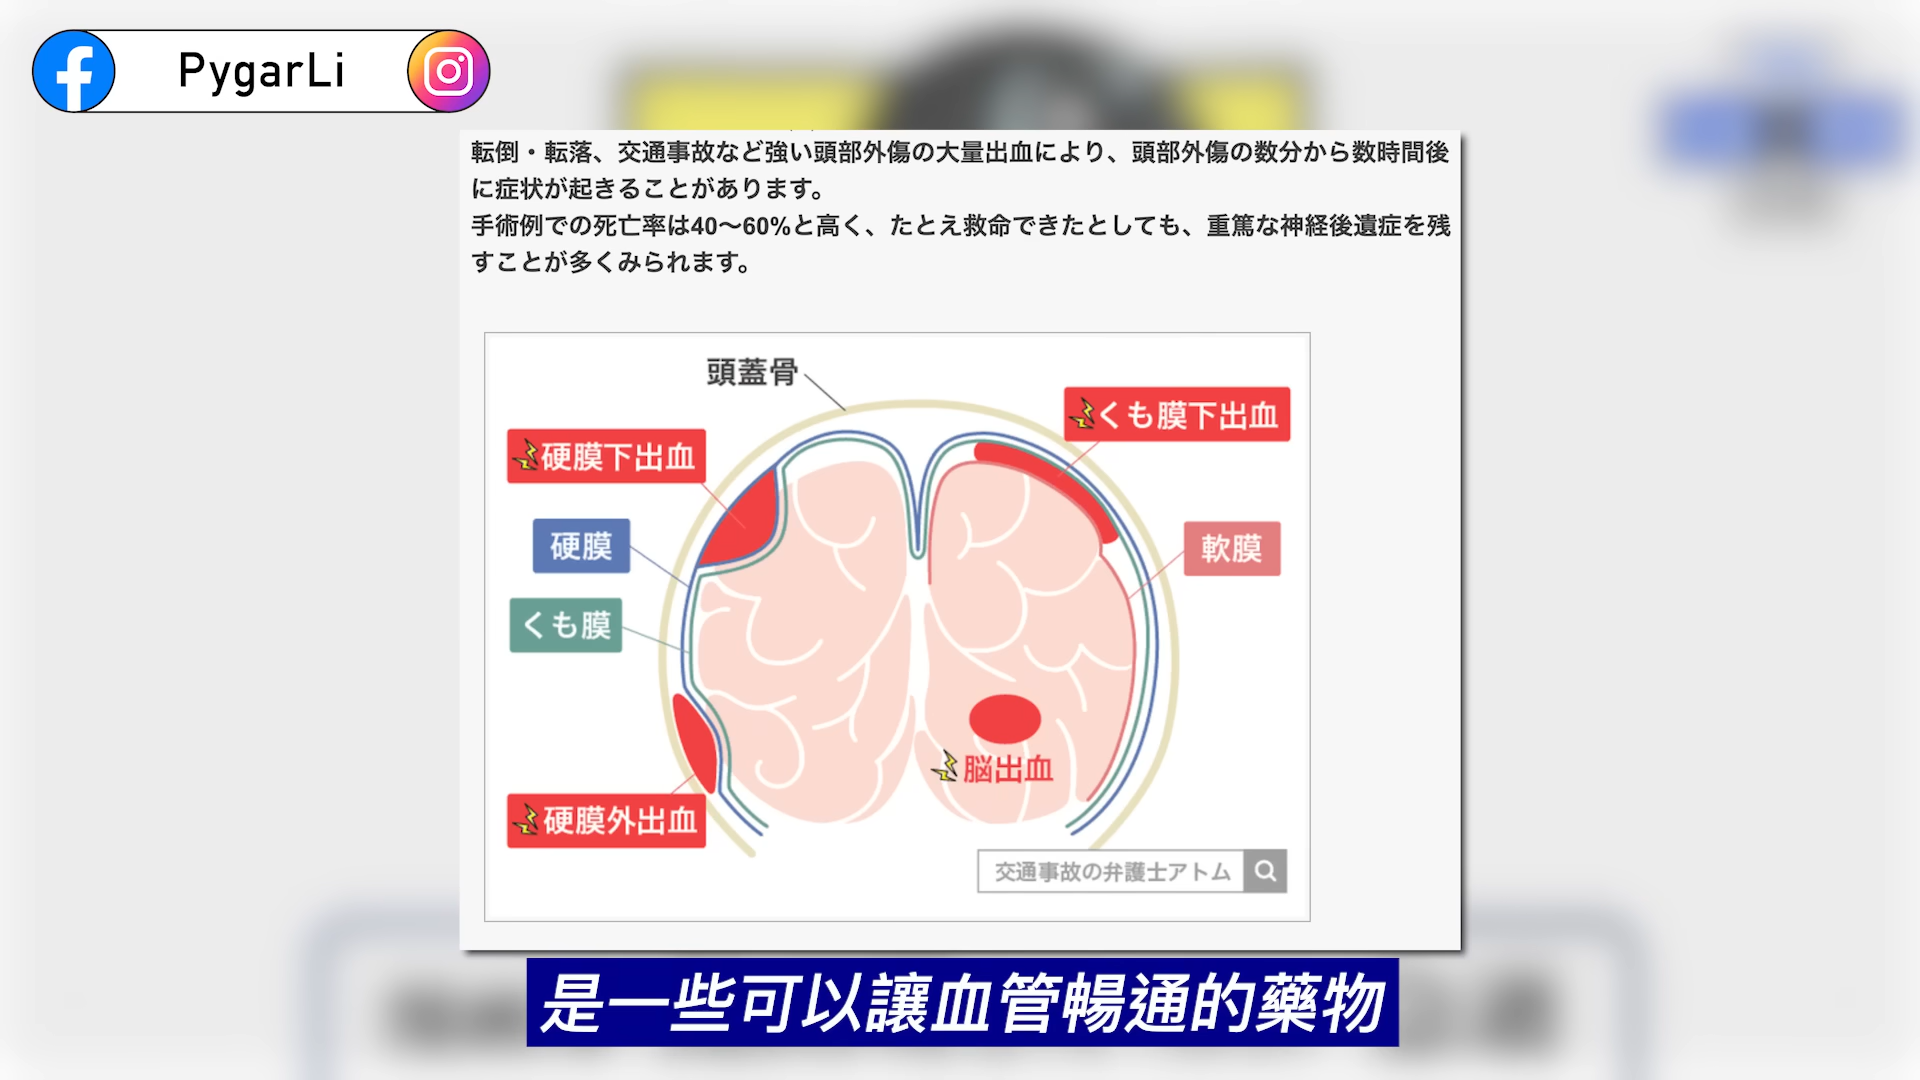 PygarLi
転倒・転落、交通事故など強い頭部外傷の大量出血により、頭部外傷の数分から数時間後
に症状が起きることがあります。
手術例での死亡率は40〜60%と高く、たとえ救命できたとしても、重篤な神経後遺症を残
すことが多くみられます。
頭蓋骨
くも膜下出血
硬膜下出血
硬膜
軟膜
くも膜
脳出血
硬膜外出血
交通事故の弁護士アトム
是一些可以讓血管暢通的藥物